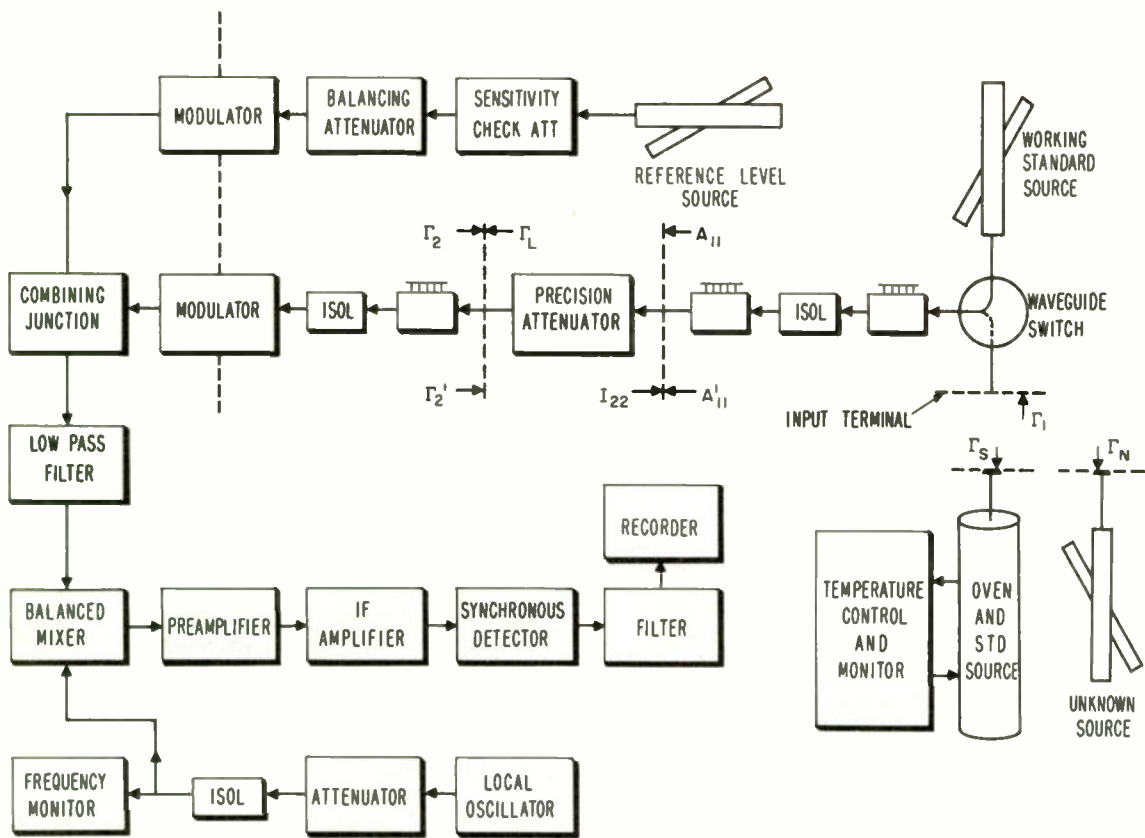 MODULATOR
BALANCING
ATTENUATOR
SENSITIVITY
CHECK ATT
REFERENCE LEVEL
SOURCE
WORKING
STANDARD
SOURCE
Γ2
ΓL
A11
COMBINING
JUNCTION
MODULATOR
ISOL
PRECISION
ATTENUATOR
ISOL
WAVEGUIDE
SWITCH
Γ2'
I22
A'11
INPUT TERMINAL
Γ1
LOW PASS
FILTER
ΓS
ΓN
RECORDER
BALANCED
MIXER
PREAMPLIFIER
IF
AMPLIFIER
SYNCHRONOUS
DETECTOR
FILTER
TEMPERATURE
CONTROL
AND
MONITOR
OVEN
AND
STD
SOURCE
UNKNOWN
SOURCE
FREQUENCY
MONITOR
ISOL
ATTENUATOR
LOCAL
OSCILLATOR